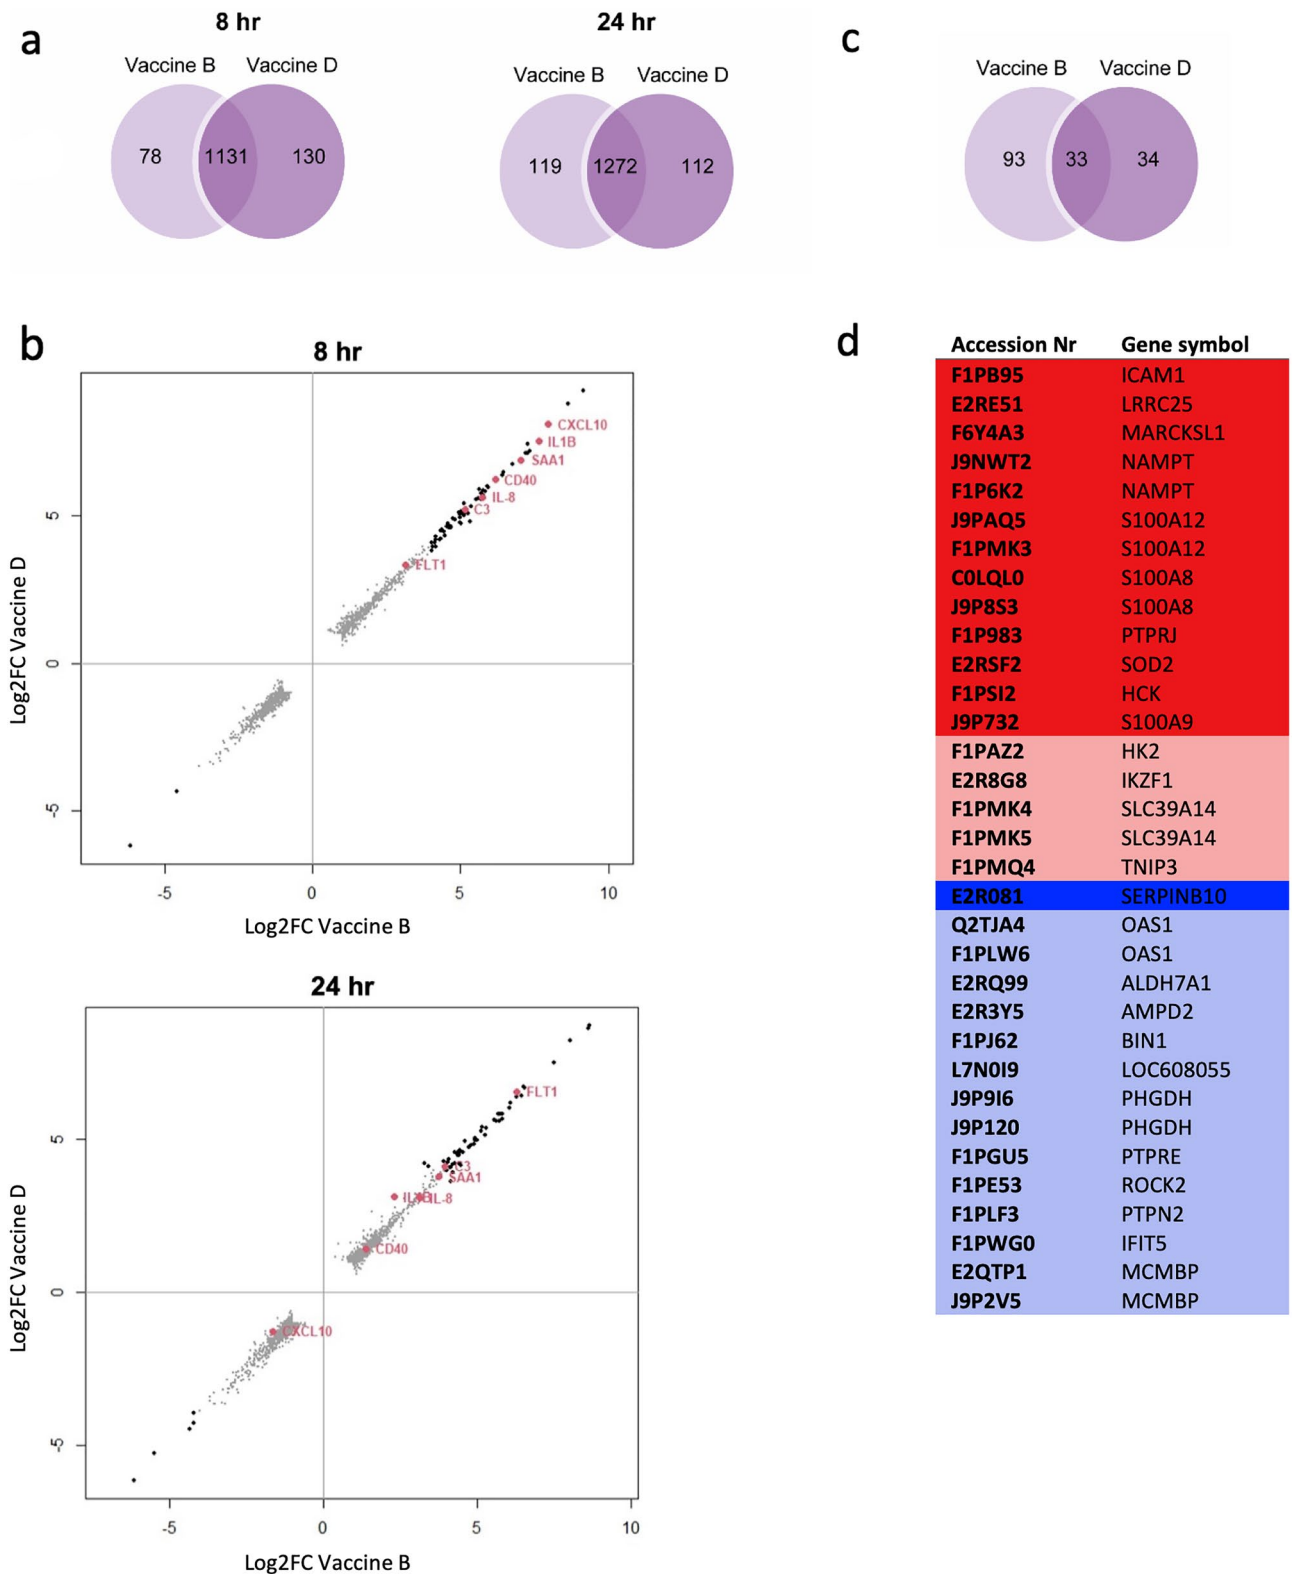 a
8 hr
24 hr
c
Vaccine B
Vaccine D
78
1131
130
Vaccine B
Vaccine D
119
1272
112
Vaccine B
Vaccine D
93
33
34
b
8 hr
CXCL10
IL1B
SAA1
CD40
IL-8
C3
FLT1
5
0
-5
-5
0
5
10
Log2FC Vaccine D
Log2FC Vaccine B
24 hr
FLT1
C3
SAA1
IL1B
IL-8
CD40
CXCL10
5
0
-5
-5
0
5
10
Log2FC Vaccine D
Log2FC Vaccine B
d
Accession Nr Gene symbol
F1PB95 ICAM1
E2RE51 LRRC25
F6Y4A3 MARCKSL1
J9NWT2 NAMPT
F1P6K2 NAMPT
J9PAQ5 S100A12
F1PMK3 S100A12
C0LQL0 S100A8
J9P8S3 S100A8
F1P983 PTPRJ
E2RSF2 SOD2
F1PSI2 HCK
J9P732 S100A9
F1PAZ2 HK2
E2R8G8 IKZF1
F1PMK4 SLC39A14
F1PMK5 SLC39A14
F1PMQ4 TNIP3
E2R081 SERPINB10
Q2TJA4 OAS1
F1PLW6 OAS1
E2RQ99 ALDH7A1
E2R3Y5 AMPD2
F1PJ62 BIN1
L7N0I9 LOC608055
J9P9I6 PHGDH
J9P120 PHGDH
F1PGU5 PTPRE
F1PE53 ROCK2
F1PLF3 PTPN2
F1PWG0 IFIT5
E2QTP1 MCMBP
J9P2V5 MCMBP